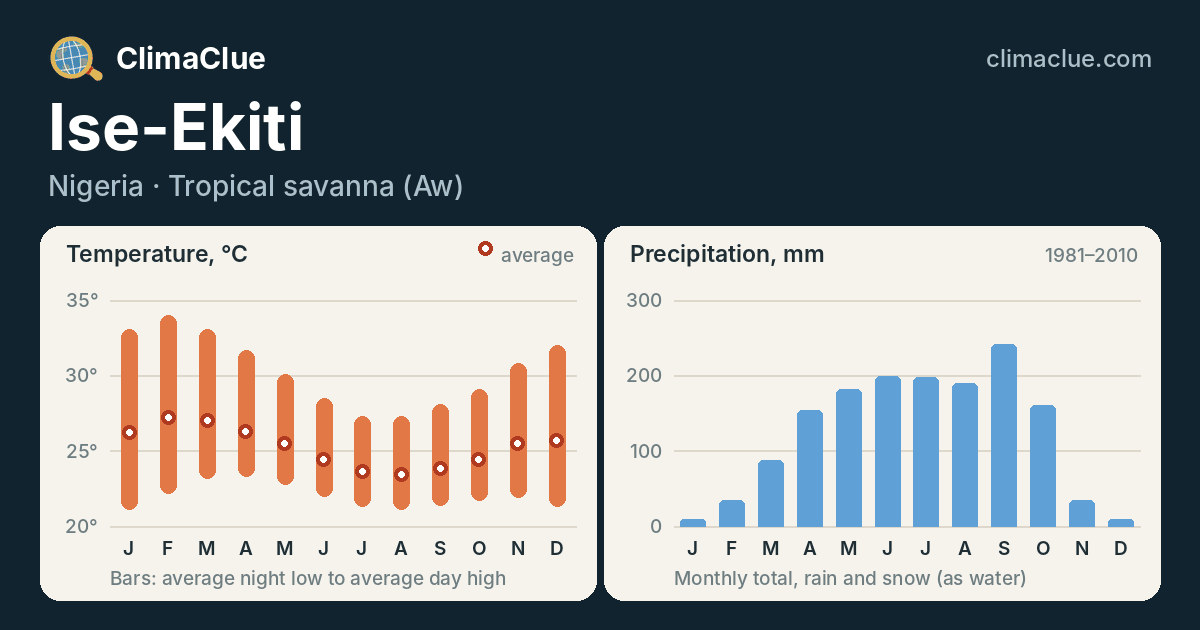 ClimaClue
climaclue.com
Ise-Ekiti
Nigeria · Tropical savanna (Aw)
Temperature, °C
average
35°
30°
25°
20°
J F M A M J J A S O N D
Bars: average night low to average day high
Precipitation, mm
1981–2010
300
200
100
0
J F M A M J J A S O N D
Monthly total, rain and snow (as water)